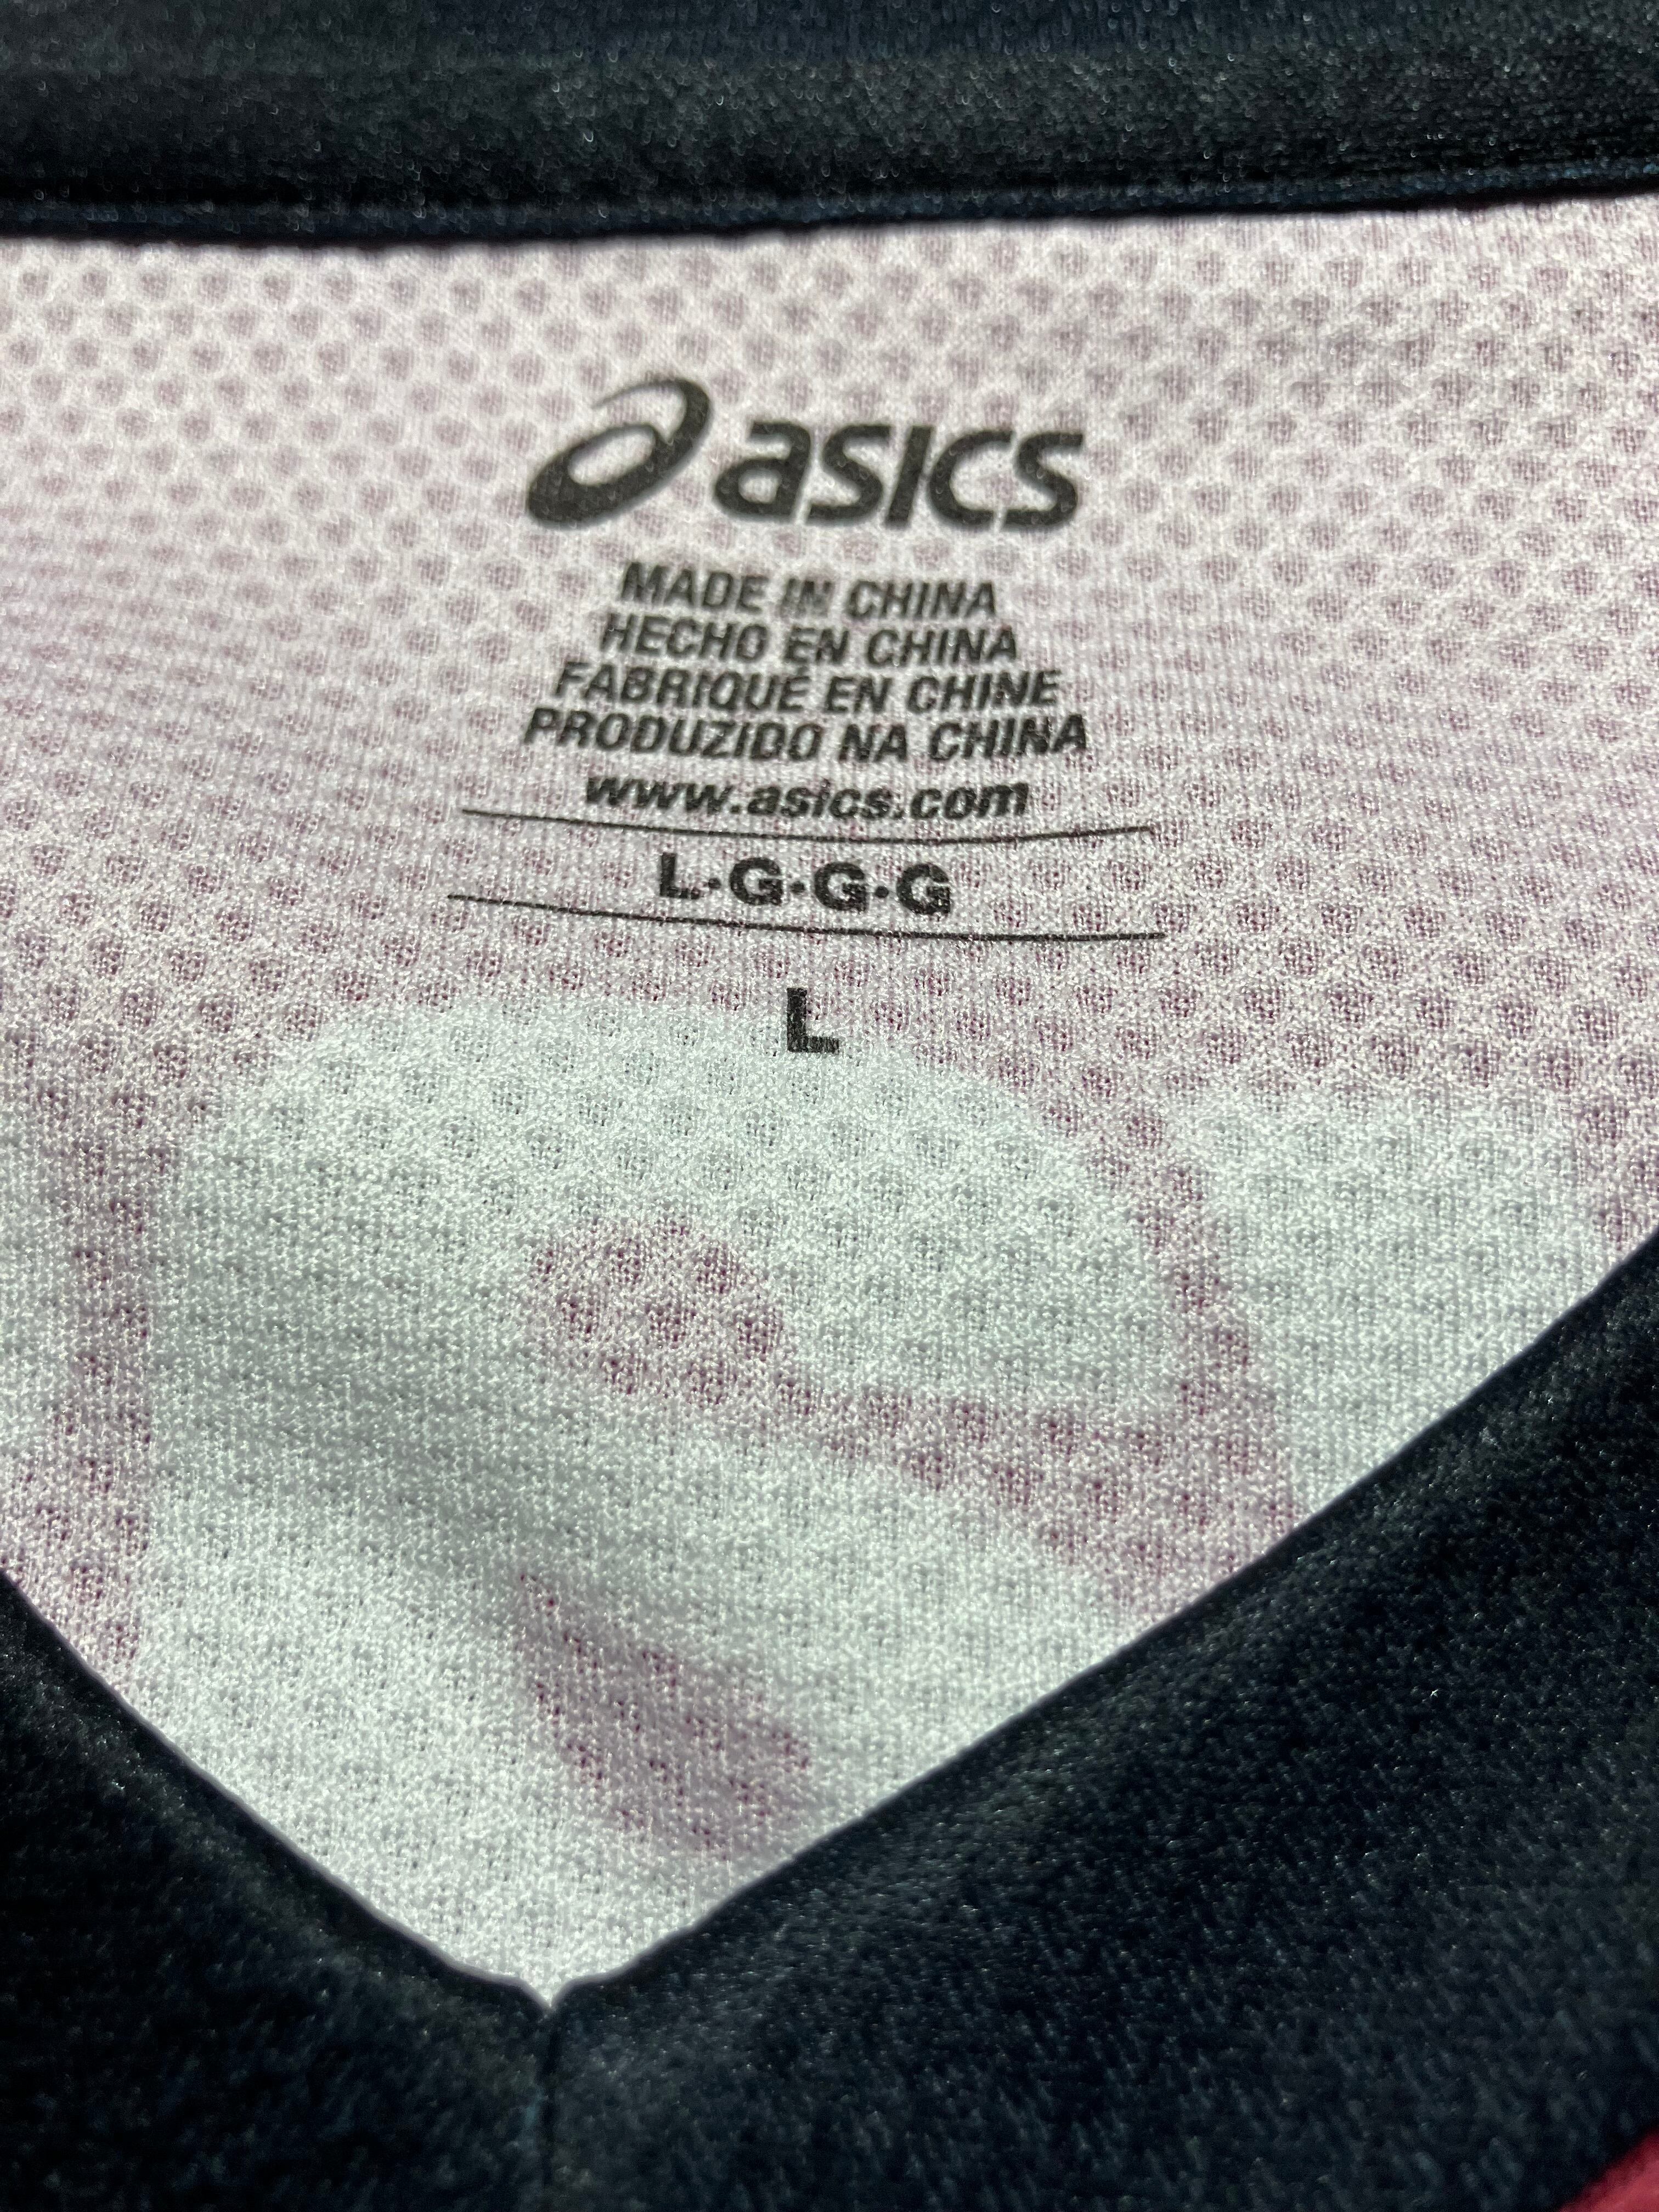 asics
MADE IN CHINA
HECHO EN CHINA
FABRIQUÉ EN CHINE
PRODUZIDO NA CHINA
www.asics.com
L·G·G·G
L